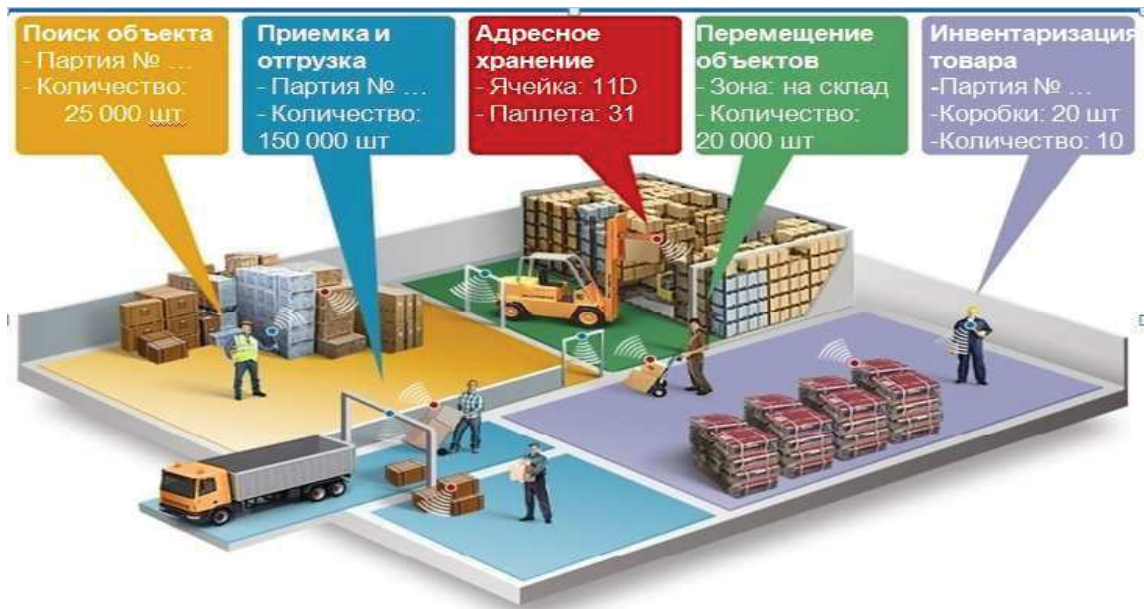 Поиск объекта
- Партия № ...
- Количество:
25 000 шт
Приемка и
отгрузка
- Партия № ...
- Количество:
150 000 шт
Адресное
хранение
- Ячейка: 11D
- Паллета: 31
Перемещение
объектов
- Зона: на склад
- Количество:
20 000 шт
Инвентаризация
товара
-Партия № ...
-Коробки: 20 шт
-Количество: 10